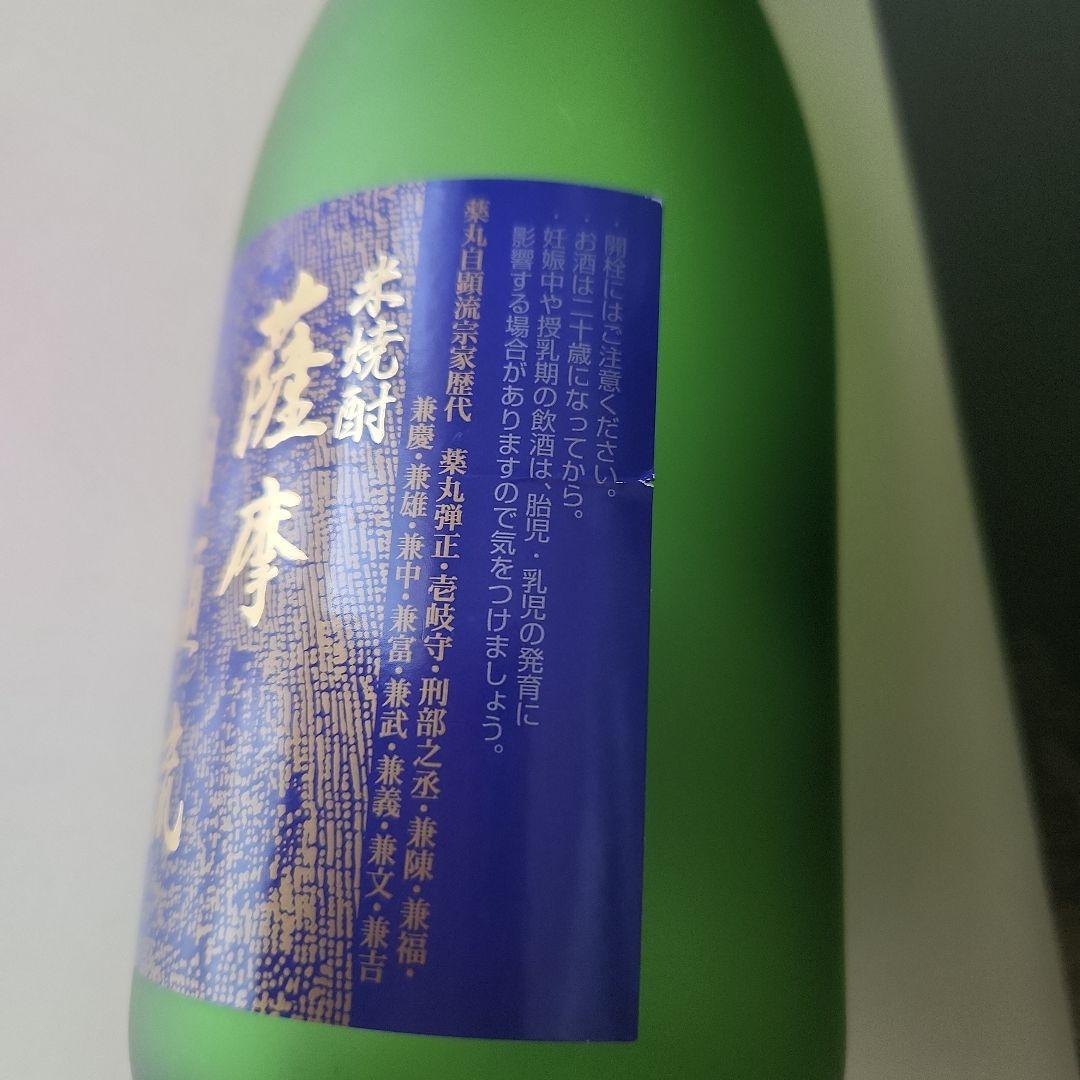 ・開栓にはご注意ください。
・お酒は二十歳になってから。
・妊娠中や授乳期の飲酒は、胎児・乳児の発育に
影響する場合がありますので気をつけましょう。
薬丸自顕流宗家歴代 薬丸弾正・壱岐守・刑部之丞・兼陳・兼福・
兼慶・兼雄・兼中・兼富・兼武・兼義・兼文・兼吉
米焼酎
薩摩
流